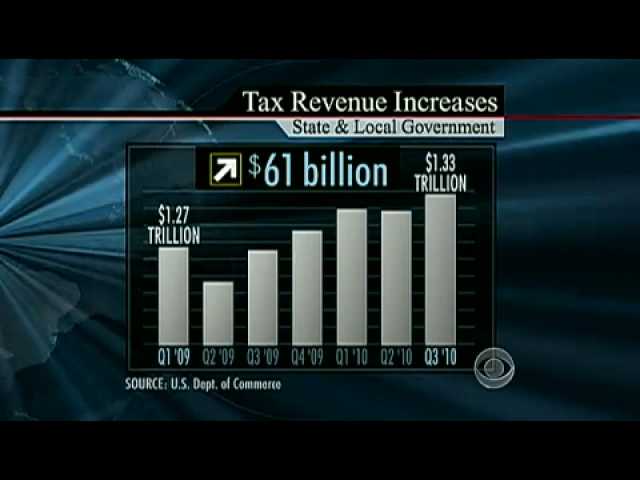 Tax Revenue Increases
State & Local Government
$61 billion
$1.33
TRILLION
$1.27
TRILLION
Q1 '09 Q2 '09 Q3 '09 Q4 '09 Q1 '10 Q2 '10 Q3 '10
SOURCE: U.S. Dept. of Commerce